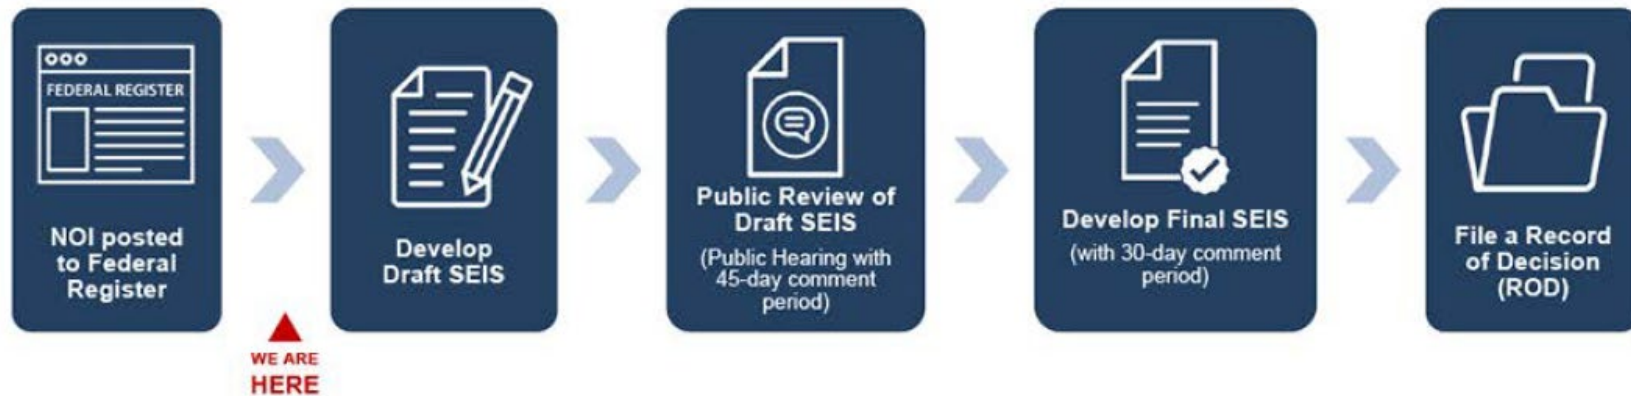 FEDERAL REGISTER
NOI posted
to Federal
Register
WE ARE
HERE
Develop
Draft SEIS
Public Review of
Draft SEIS
(Public Hearing with
45-day comment
period)
Develop Final SEIS
(with 30-day comment
period)
File a Record
of Decision
(ROD)